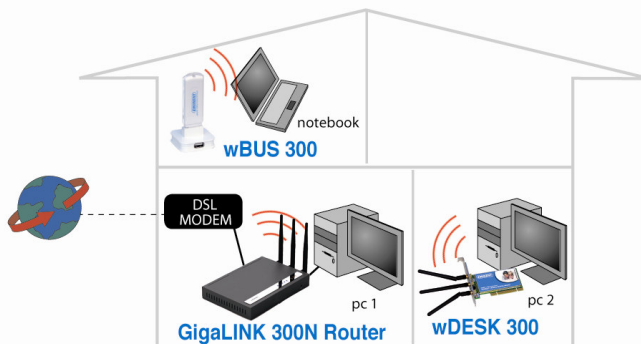 notebook
wBUS 300
DSL
MODEM
pc 1
GigaLINK 300N Router
pc 2
wDESK 300